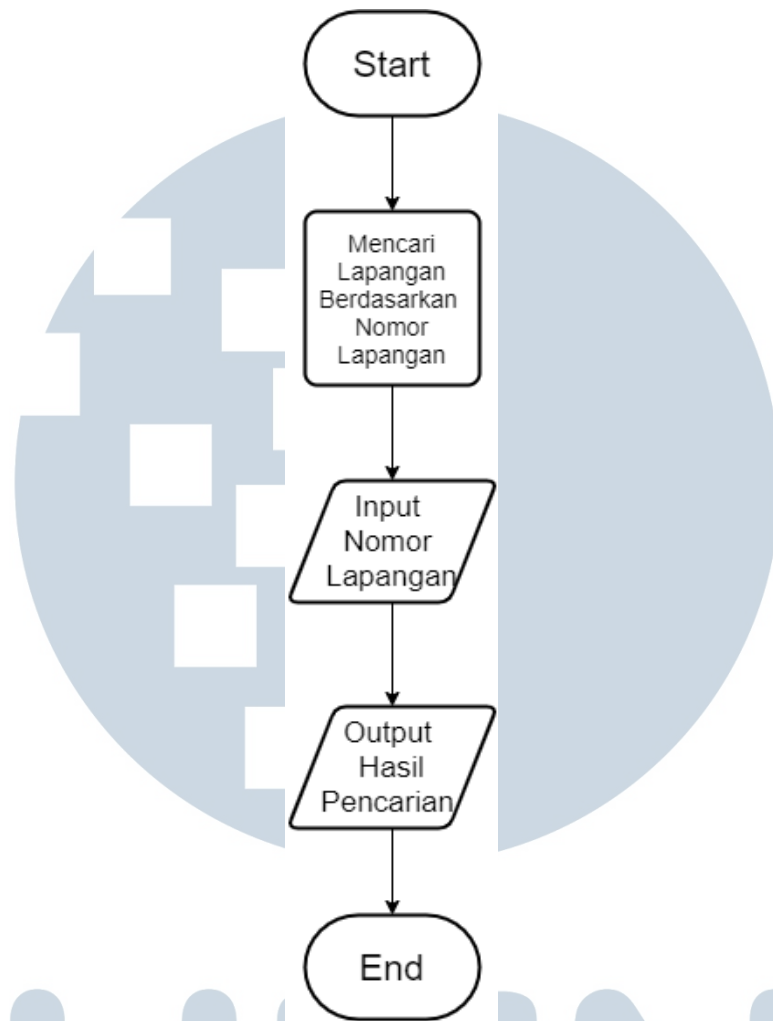 Start
Mencari
Lapangan
Berdasarkan
Nomor
Lapangan
Input
Nomor
Lapangan
Output
Hasil
Pencarian
End